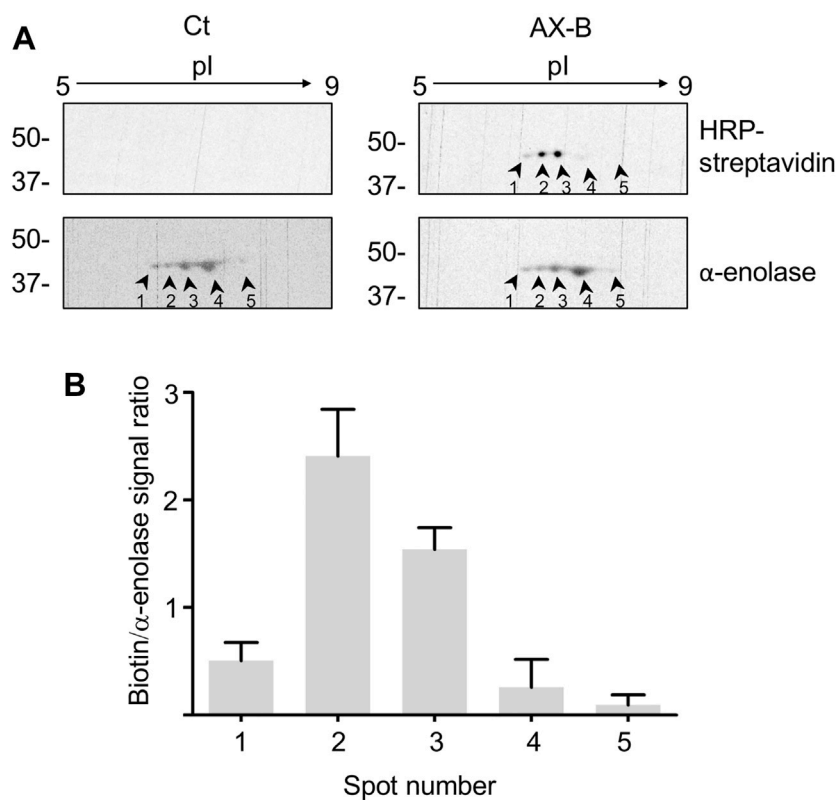 A
Ct
AX-B
pI
pI
5 9
5 9
50-
37-
50-
37-
1 2 3 4 5
HRP-
streptavidin
50-
37-
1 2 3 4 5
50-
37-
1 2 3 4 5
α-enolase
B
Biotin/α-enolase signal ratio
3
2
1
1 2 3 4 5
Spot number